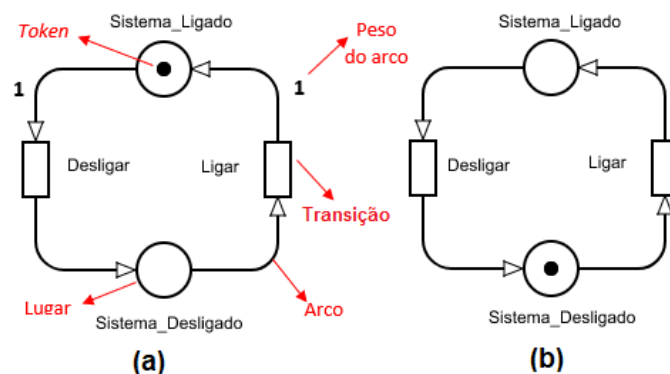 Sistema_Ligado
Token
Peso
do arco
1
1
Desligar
Ligar
Transição
Lugar
Arco
Sistema_Desligado
(a)
Sistema_Ligado
Desligar
Ligar
Sistema_Desligado
(b)